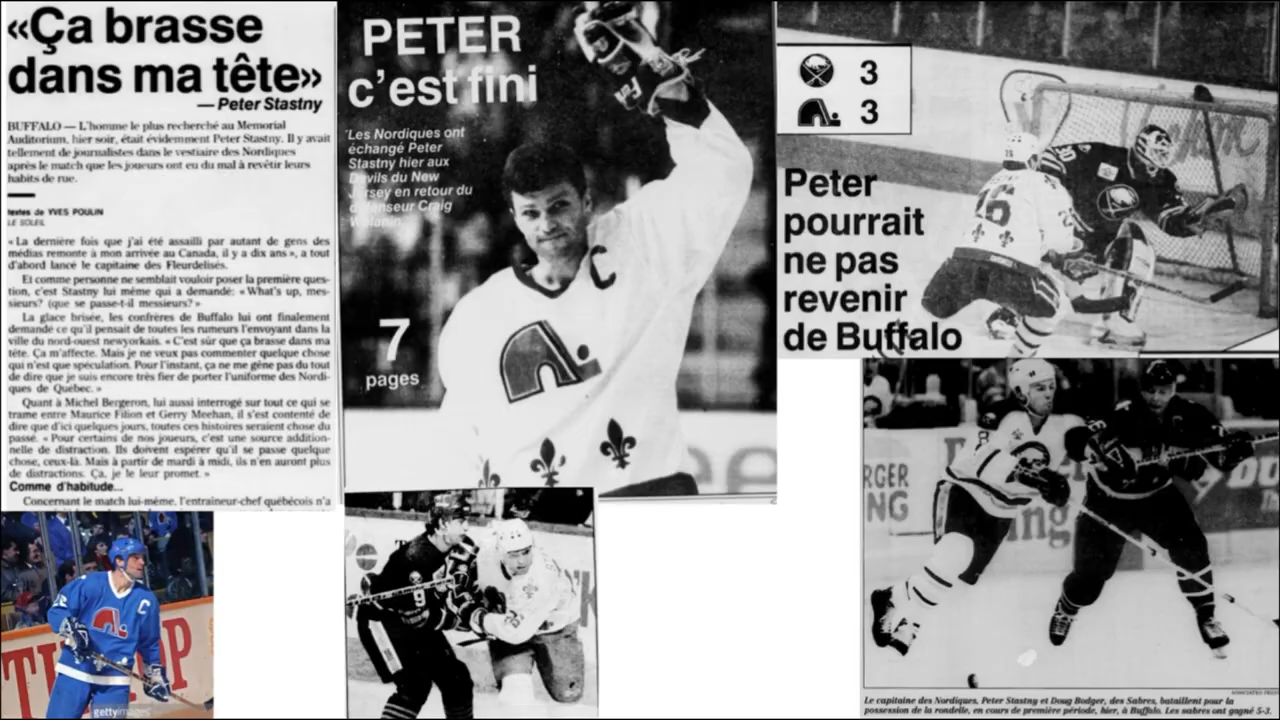 «Ça brasse
dans ma tête»
— Peter Stastny
BUFFALO — L'homme le plus recherché au Memorial
Auditorium, hier soir, était évidemment Peter Stastny. Il y avait
tellement de journalistes dans le vestiaire des Nordiques
après le match que les joueurs ont eu du mal à revêtir leurs
habits de rue.
textes de YVES POULIN
LE SOLEIL
« La dernière fois que j'ai été assailli par autant de gens des
médias remonte à mon arrivée au Canada, il y a dix ans », a tout
d'abord lancé le capitaine des Fleurdelisés.
Et comme personne ne semblait vouloir poser la première ques-
tion, c'est Stastny lui même qui a demandé: « What's up, mes-
sieurs? (que se passe-t-il messieurs? »
La glace brisée, les confrères de Buffalo lui ont finalement
demandé ce qu'il pensait de toutes les rumeurs l'envoyant dans la
ville du nord-ouest newyorkais. « C'est sûr que ça brasse dans ma
tête. Ça m'affecte. Mais je ne veux pas commenter quelque chose
qui n'est que spéculation. Pour l'instant, ça ne me gêne pas du tout
de dire que je suis encore très fier de porter l'uniforme des Nordi-
ques de Québec. »
Quant à Michel Bergeron, lui aussi interrogé sur tout ce qui se
trame entre Maurice Filion et Gerry Meehan, il s'est contenté de
dire que d'ici quelques jours, toutes ces histoires seraient chose du
passé. « Pour certains de nos joueurs, c'est une source addition-
nelle de distraction. Ils doivent espérer qu'il se passe quelque
chose, ceux-là. Mais à partir de mardi à midi, ils n'en auront plus
de distractions. Ça, je le leur promet. »
Comme d'habitude...
Concernant le match lui-même, l'entraîneur-chef québécois n'a
PETER
c'est fini
Les Nordiques ont
échangé Peter
Stastny hier aux
Devils du New
Jersey en retour du
défenseur Craig
Wolanin.
7
pages
C
3
3
Peter
pourrait
ne pas
revenir
de Buffalo
26
30
9
C
gettyimages
Le capitaine des Nordiques, Peter Stastny et Doug Bodger, des Sabres, bataillent pour la
possession de la rondelle, en cours de première période, hier, à Buffalo. Les sabres ont gagné 5-3.